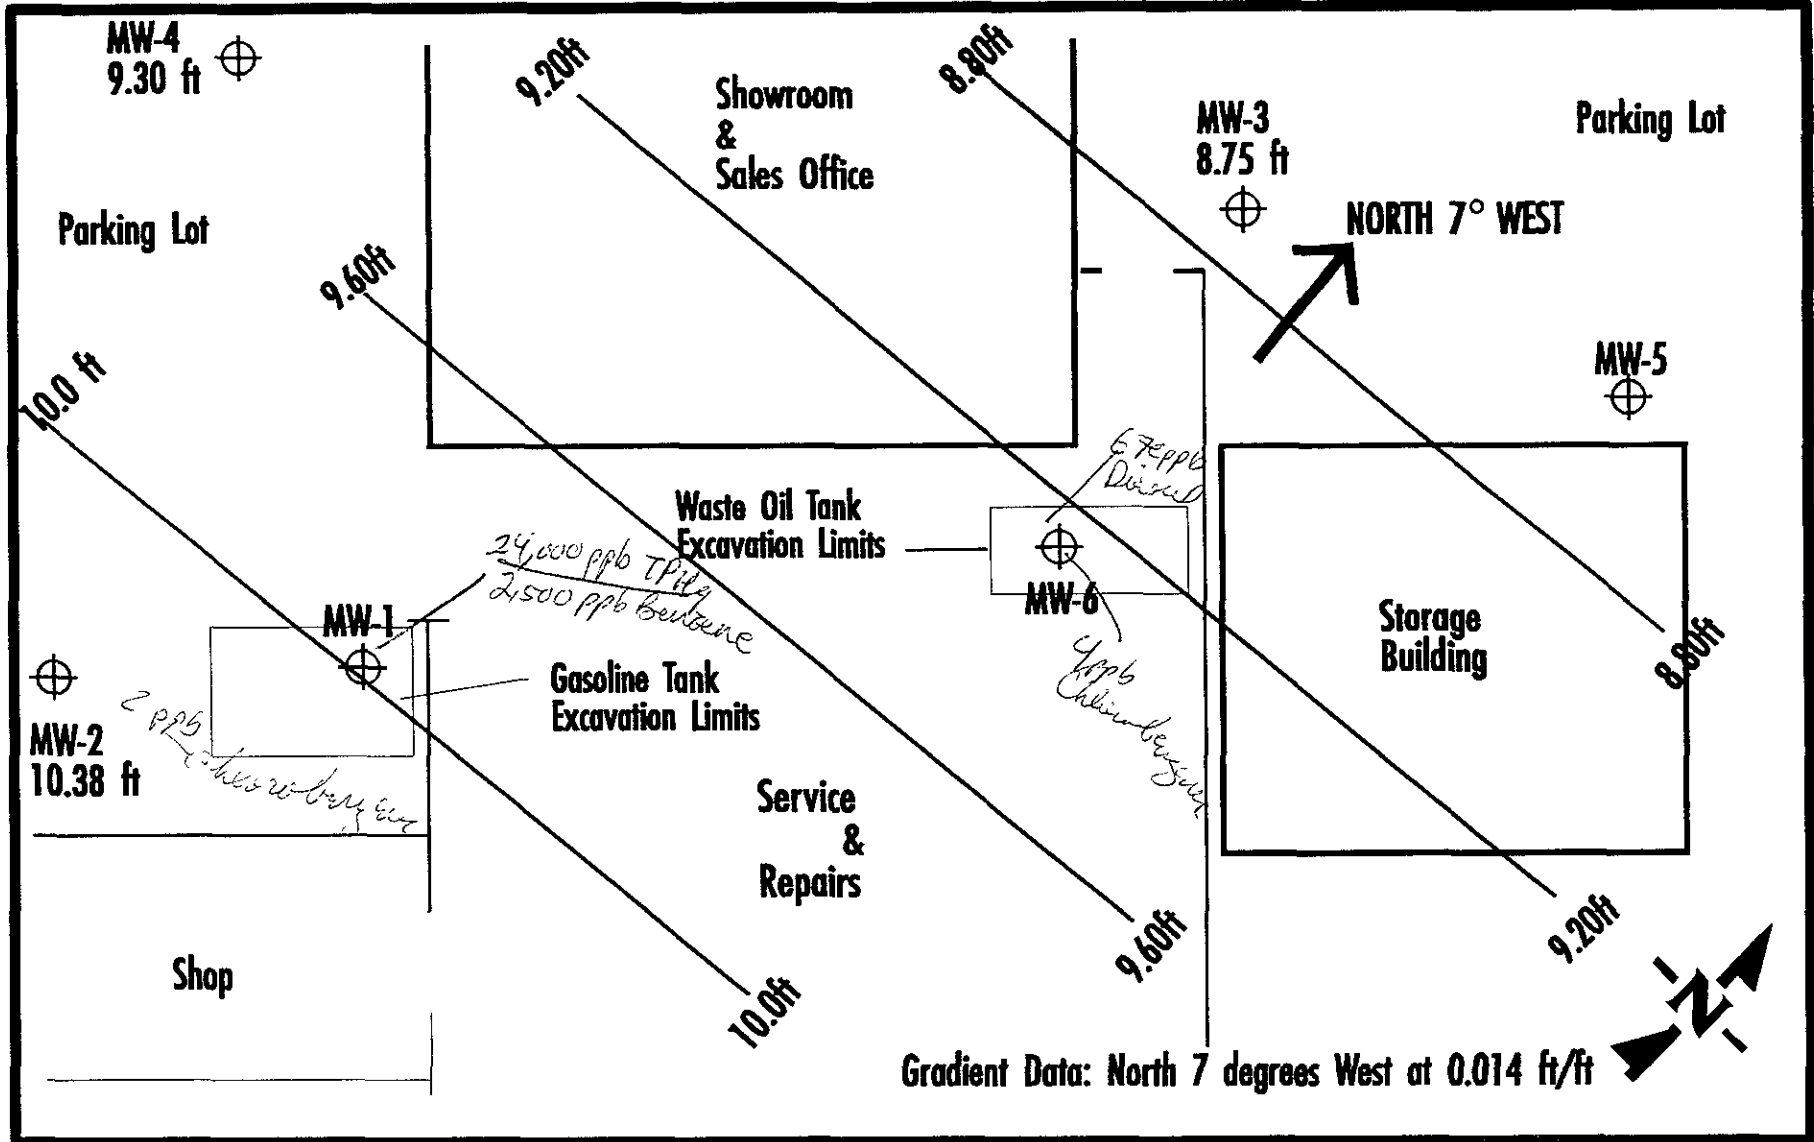 MW-4
9.30 ft
9.20ft
Showroom
&
Sales Office
8.80ft
MW-3
8.75 ft
Parking Lot
Parking Lot
NORTH 7° WEST
9.60ft
10.0 ft
MW-5
Waste Oil Tank
Excavation Limits
ppb
24,000 ppb TPHg
2,500 ppb Benzene
MW-1
MW-6
Storage
Building
8.80ft
Gasoline Tank
Excavation Limits
4ppb
2 ppb
MW-2
10.38 ft
Service
&
Repairs
9.60ft
9.20ft
Shop
10.0ft
N
Gradient Data: North 7 degrees West at 0.014 ft/ft